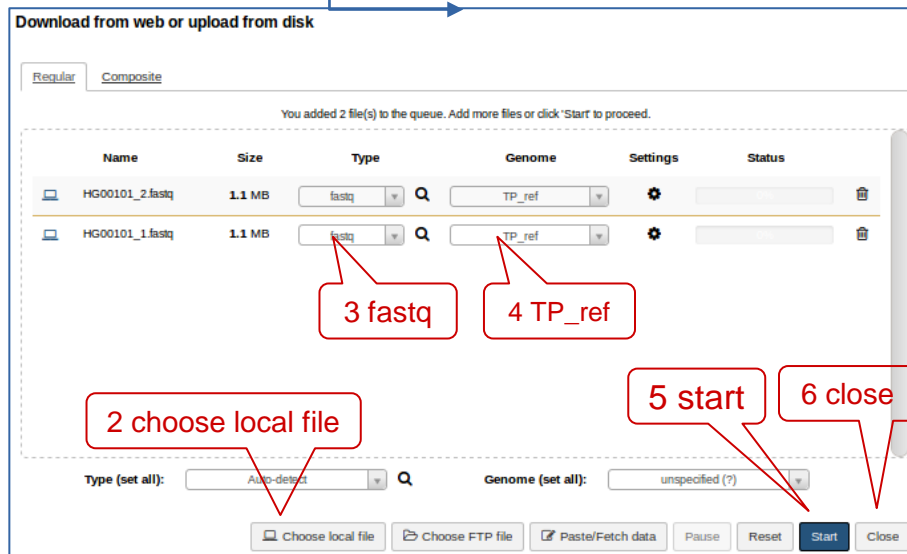 Download from web or upload from disk
Regular Composite
You added 2 file(s) to the queue. Add more files or click 'Start' to proceed.
Name Size Type Genome Settings Status
HG00101_2.fastq 1.1 MB fastq TP_ref
HG00101_1.fastq 1.1 MB fastq TP_ref
3 fastq 4 TP_ref
2 choose local file 5 start 6 close
Type (set all): Auto-detect Genome (set all): unspecified (?)
Choose local file Choose FTP file Paste/Fetch data Pause Reset Start Close